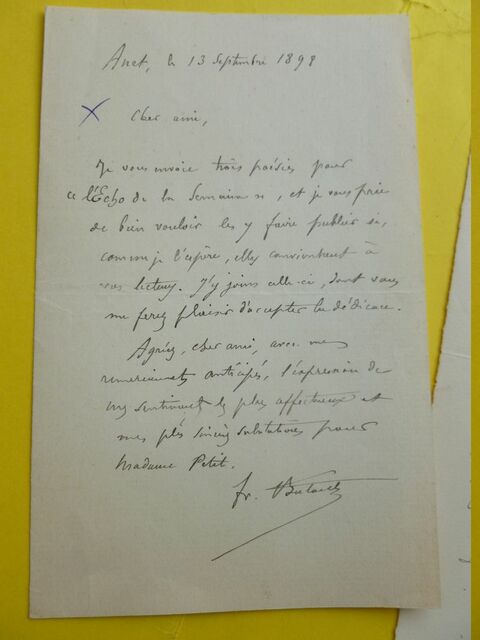 Anet, le 13 Septembre 1898
Cher ami,
Je vous envoie trois poésies pour
« l'Echo de la Semaine », et je vous prie
de bien vouloir les y faire publier si,
comme je l'espère, elles conviennent à
vos lecteurs. J'y joins celle-ci, dont vous
me ferez plaisir d'accepter la dédicace.
Agréez, cher ami, avec mes
remerciements anticipés, l'expression de
mes sentiments les plus affectueux et
mes plus sincères salutations pour
Madame Petit.
Fr.